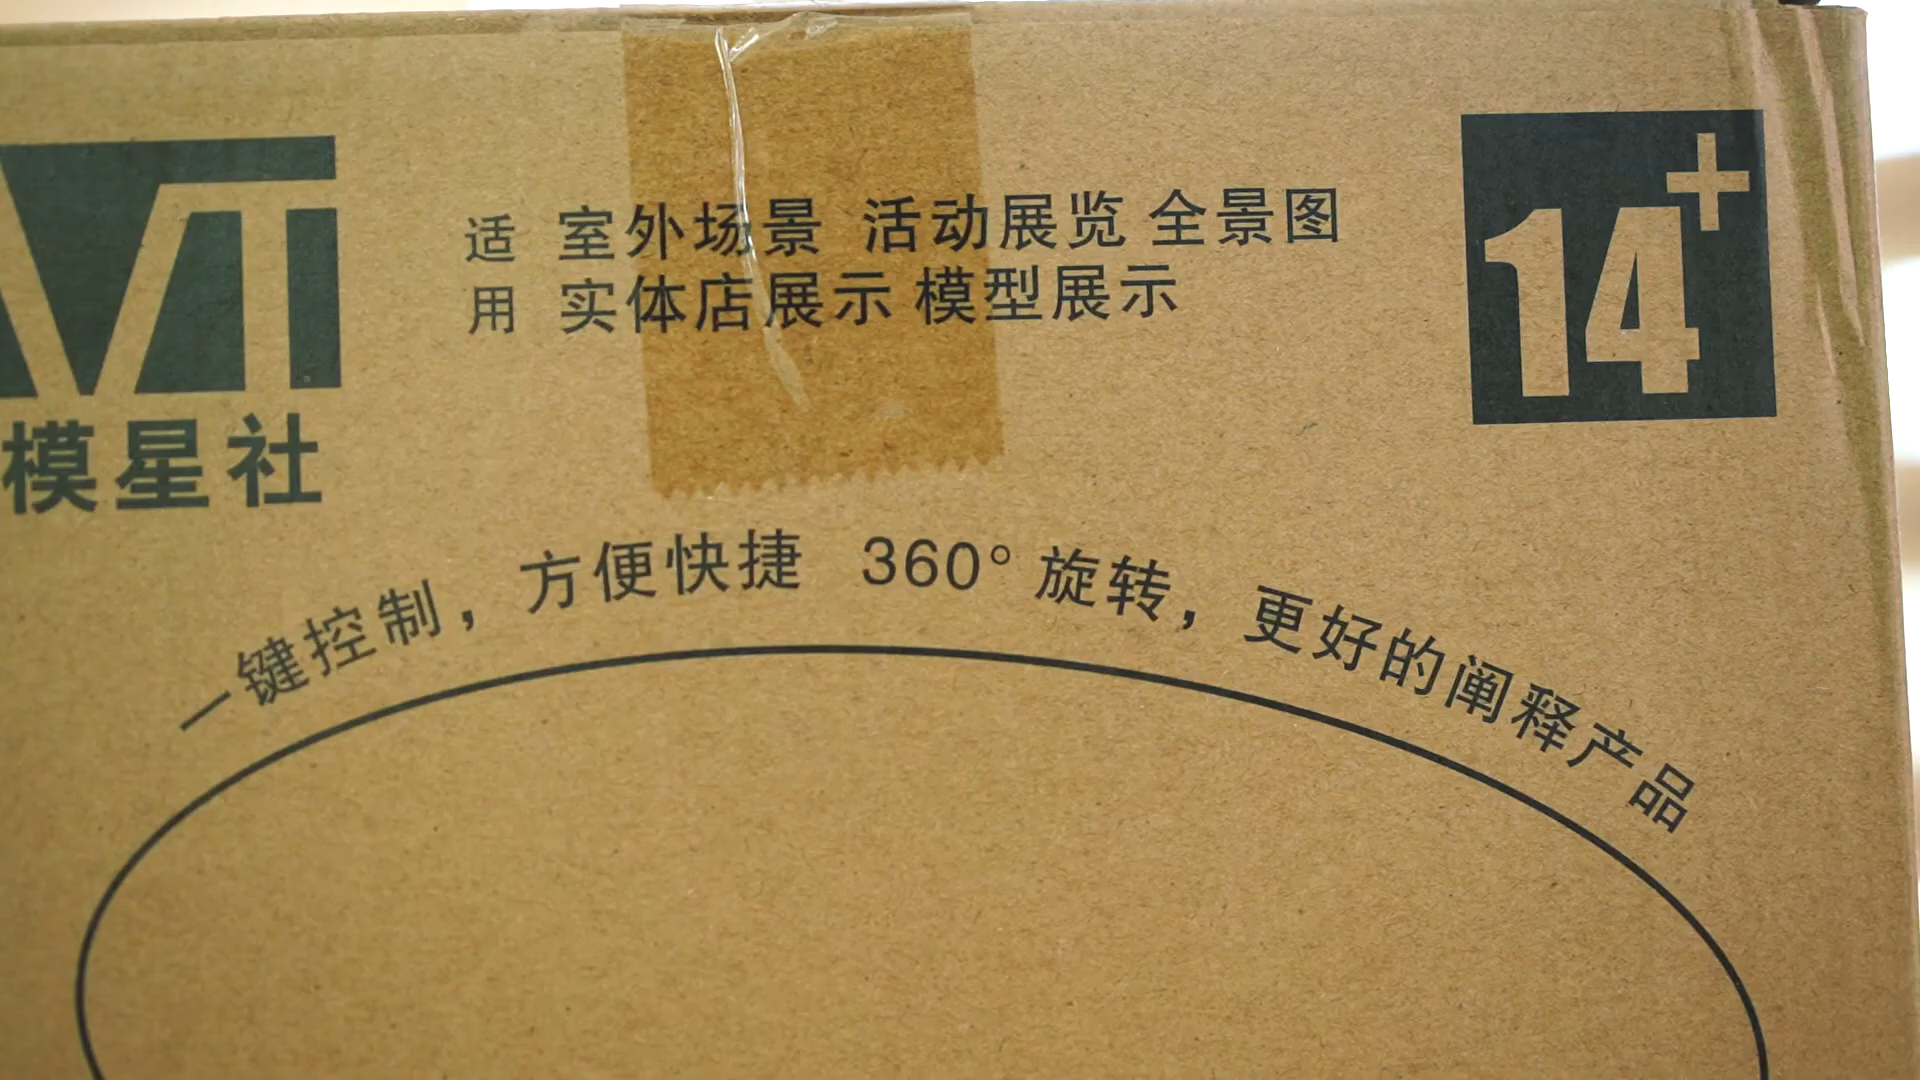 模星社
适 室外场景 活动展览 全景图
用 实体店展示 模型展示
14+
一键控制，方便快捷 360°旋转，更好的阐释产品